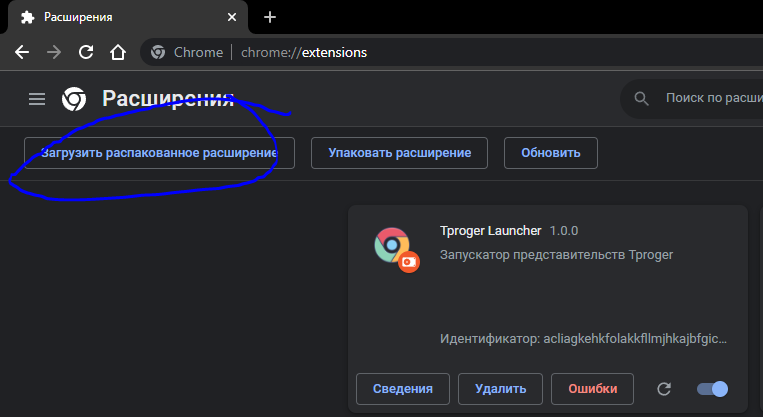 Расширения
Chrome chrome://extensions
Расширения
Поиск по расши
Загрузить распакованное расширение Упаковать расширение Обновить
Tproger Launcher 1.0.0
Запускатор представительств Tproger
Идентификатор: acliagkehkfolakkfllmjhkajbfgic...
Сведения Удалить Ошибки